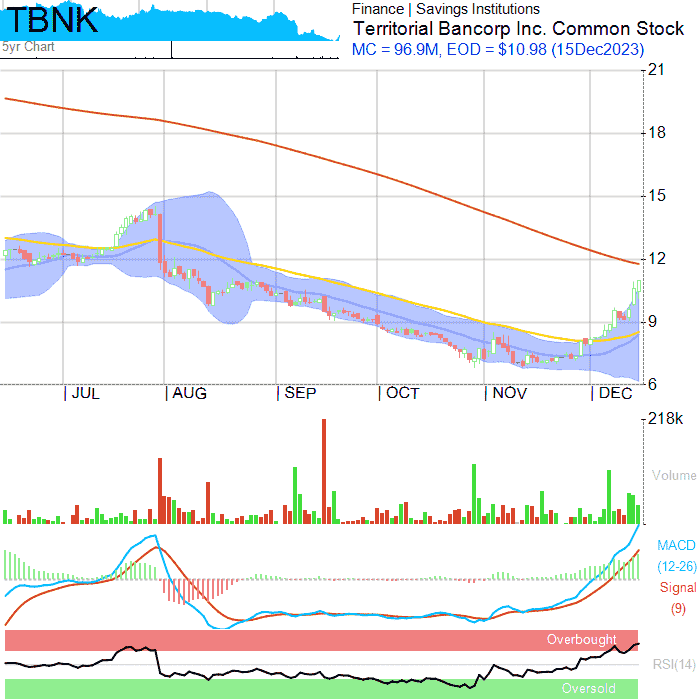 TBNK
5yr Chart
Finance | Savings Institutions
Territorial Bancorp Inc. Common Stock
MC = 96.9M, EOD = $10.98 (15Dec2023)
21
18
15
12
9
6
JUL AUG SEP OCT NOV DEC
218k
Volume
MACD
(12-26)
Signal
(9)
Overbought
RSI(14)
Oversold